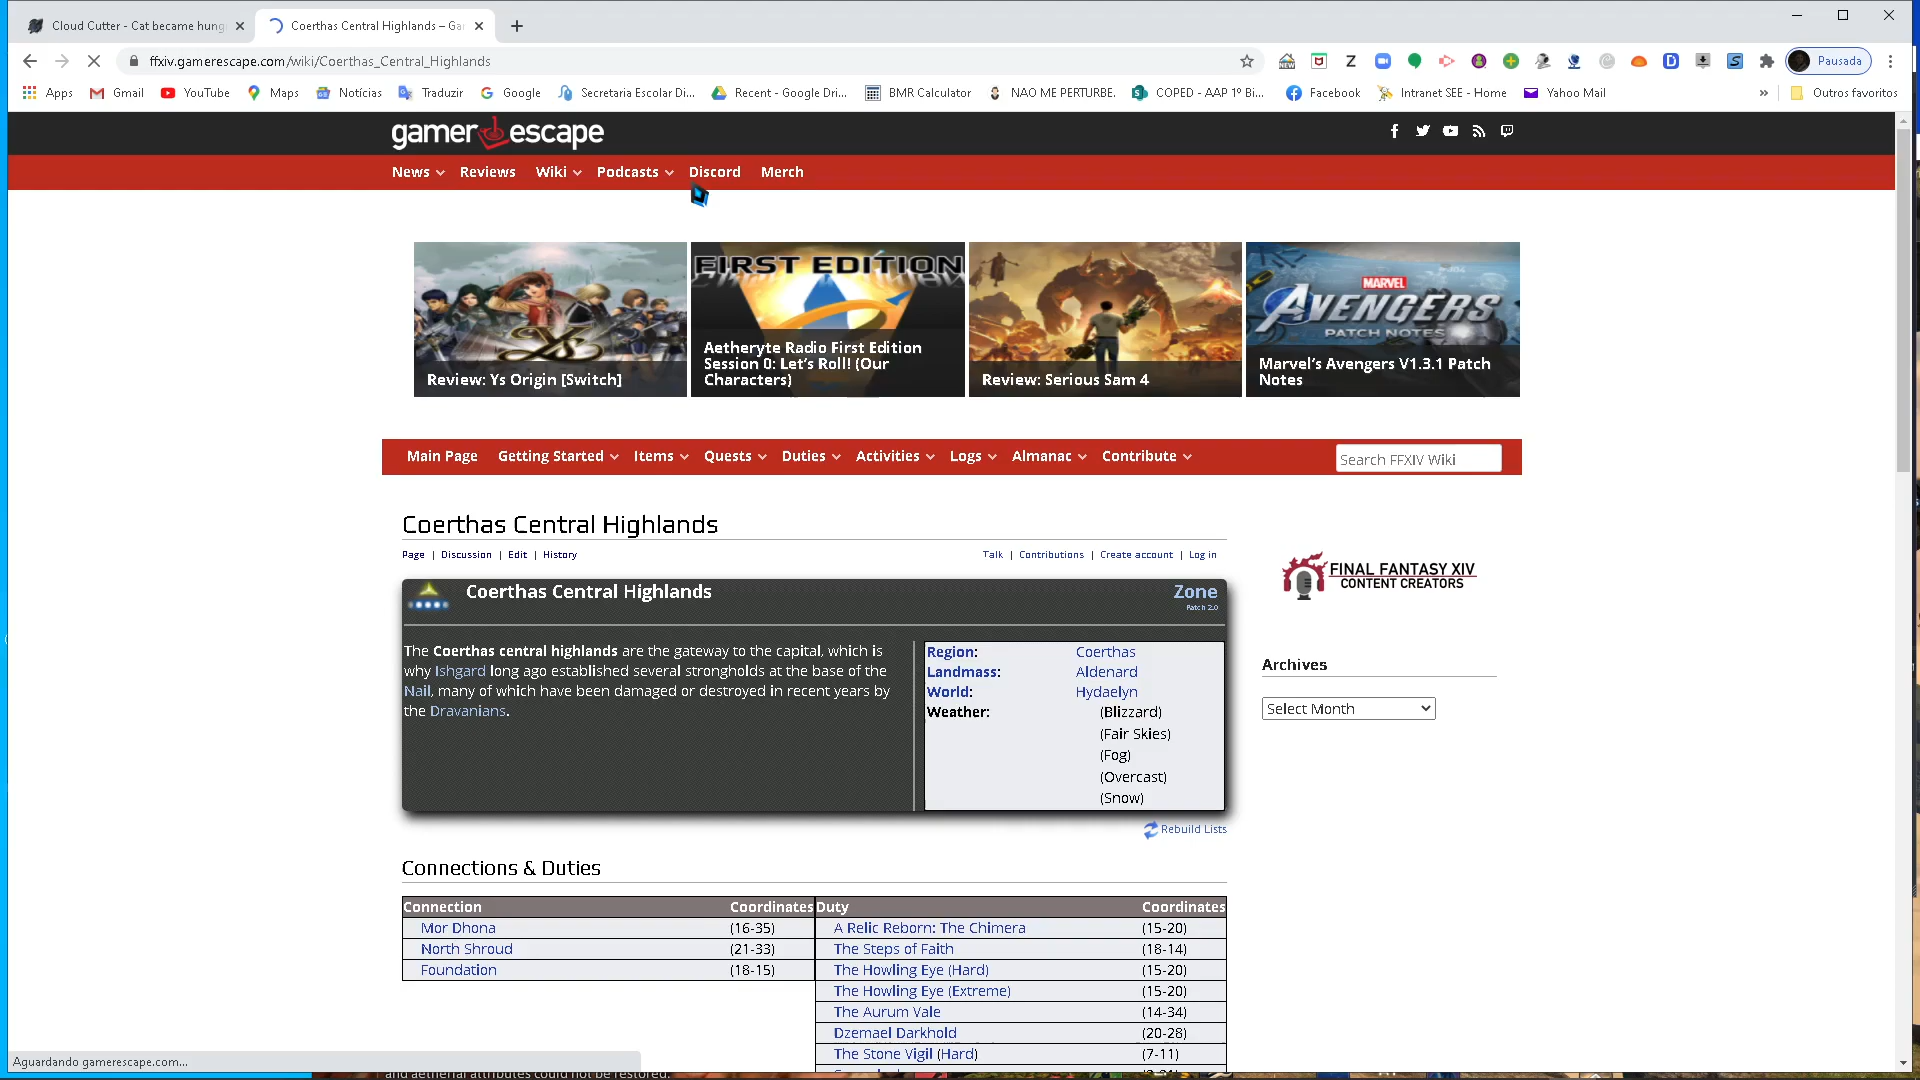 Cloud Cutter - Cat became hung
Coerthas Central Highlands – Ga
ffxiv.gamerescape.com/wiki/Coerthas_Central_Highlands
Pausada
Apps
Gmail
YouTube
Maps
Notícias
Traduzir
Google
Secretaria Escolar Di...
Recent - Google Dri...
BMR Calculator
NAO ME PERTURBE.
COPED - AAP 1º Bi...
Facebook
Intranet SEE - Home
Yahoo Mail
»
Outros favoritos
gamer escape
News
Reviews
Wiki
Podcasts
Discord
Merch
Review: Ys Origin [Switch]
FIRST EDITION
Aetheryte Radio First Edition
Session 0: Let's Roll! (Our
Characters)
Review: Serious Sam 4
MARVEL
AVENGERS
PATCH NOTES
Marvel's Avengers V1.3.1 Patch
Notes
Main Page
Getting Started
Items
Quests
Duties
Activities
Logs
Almanac
Contribute
Search FFXIV Wiki
Coerthas Central Highlands
Page | Discussion | Edit | History
Talk | Contributions | Create account | Log in
Coerthas Central Highlands
Zone
Patch 2.0
The Coerthas central highlands are the gateway to the capital, which is
why Ishgard long ago established several strongholds at the base of the
Nail, many of which have been damaged or destroyed in recent years by
the Dravanians.
Region: Coerthas
Landmass: Aldenard
World: Hydaelyn
Weather: (Blizzard)
(Fair Skies)
(Fog)
(Overcast)
(Snow)
Rebuild Lists
FINAL FANTASY XIV
CONTENT CREATORS
Archives
Select Month
Connections & Duties
Connection Coordinates Duty Coordinates
Mor Dhona (16-35) A Relic Reborn: The Chimera (15-20)
North Shroud (21-33) The Steps of Faith (18-14)
Foundation (18-15) The Howling Eye (Hard) (15-20)
The Howling Eye (Extreme) (15-20)
The Aurum Vale (14-34)
Dzemael Darkhold (20-28)
The Stone Vigil (Hard) (7-11)
Aguardando gamerescape.com...
and aetherial attributes could not be restored.